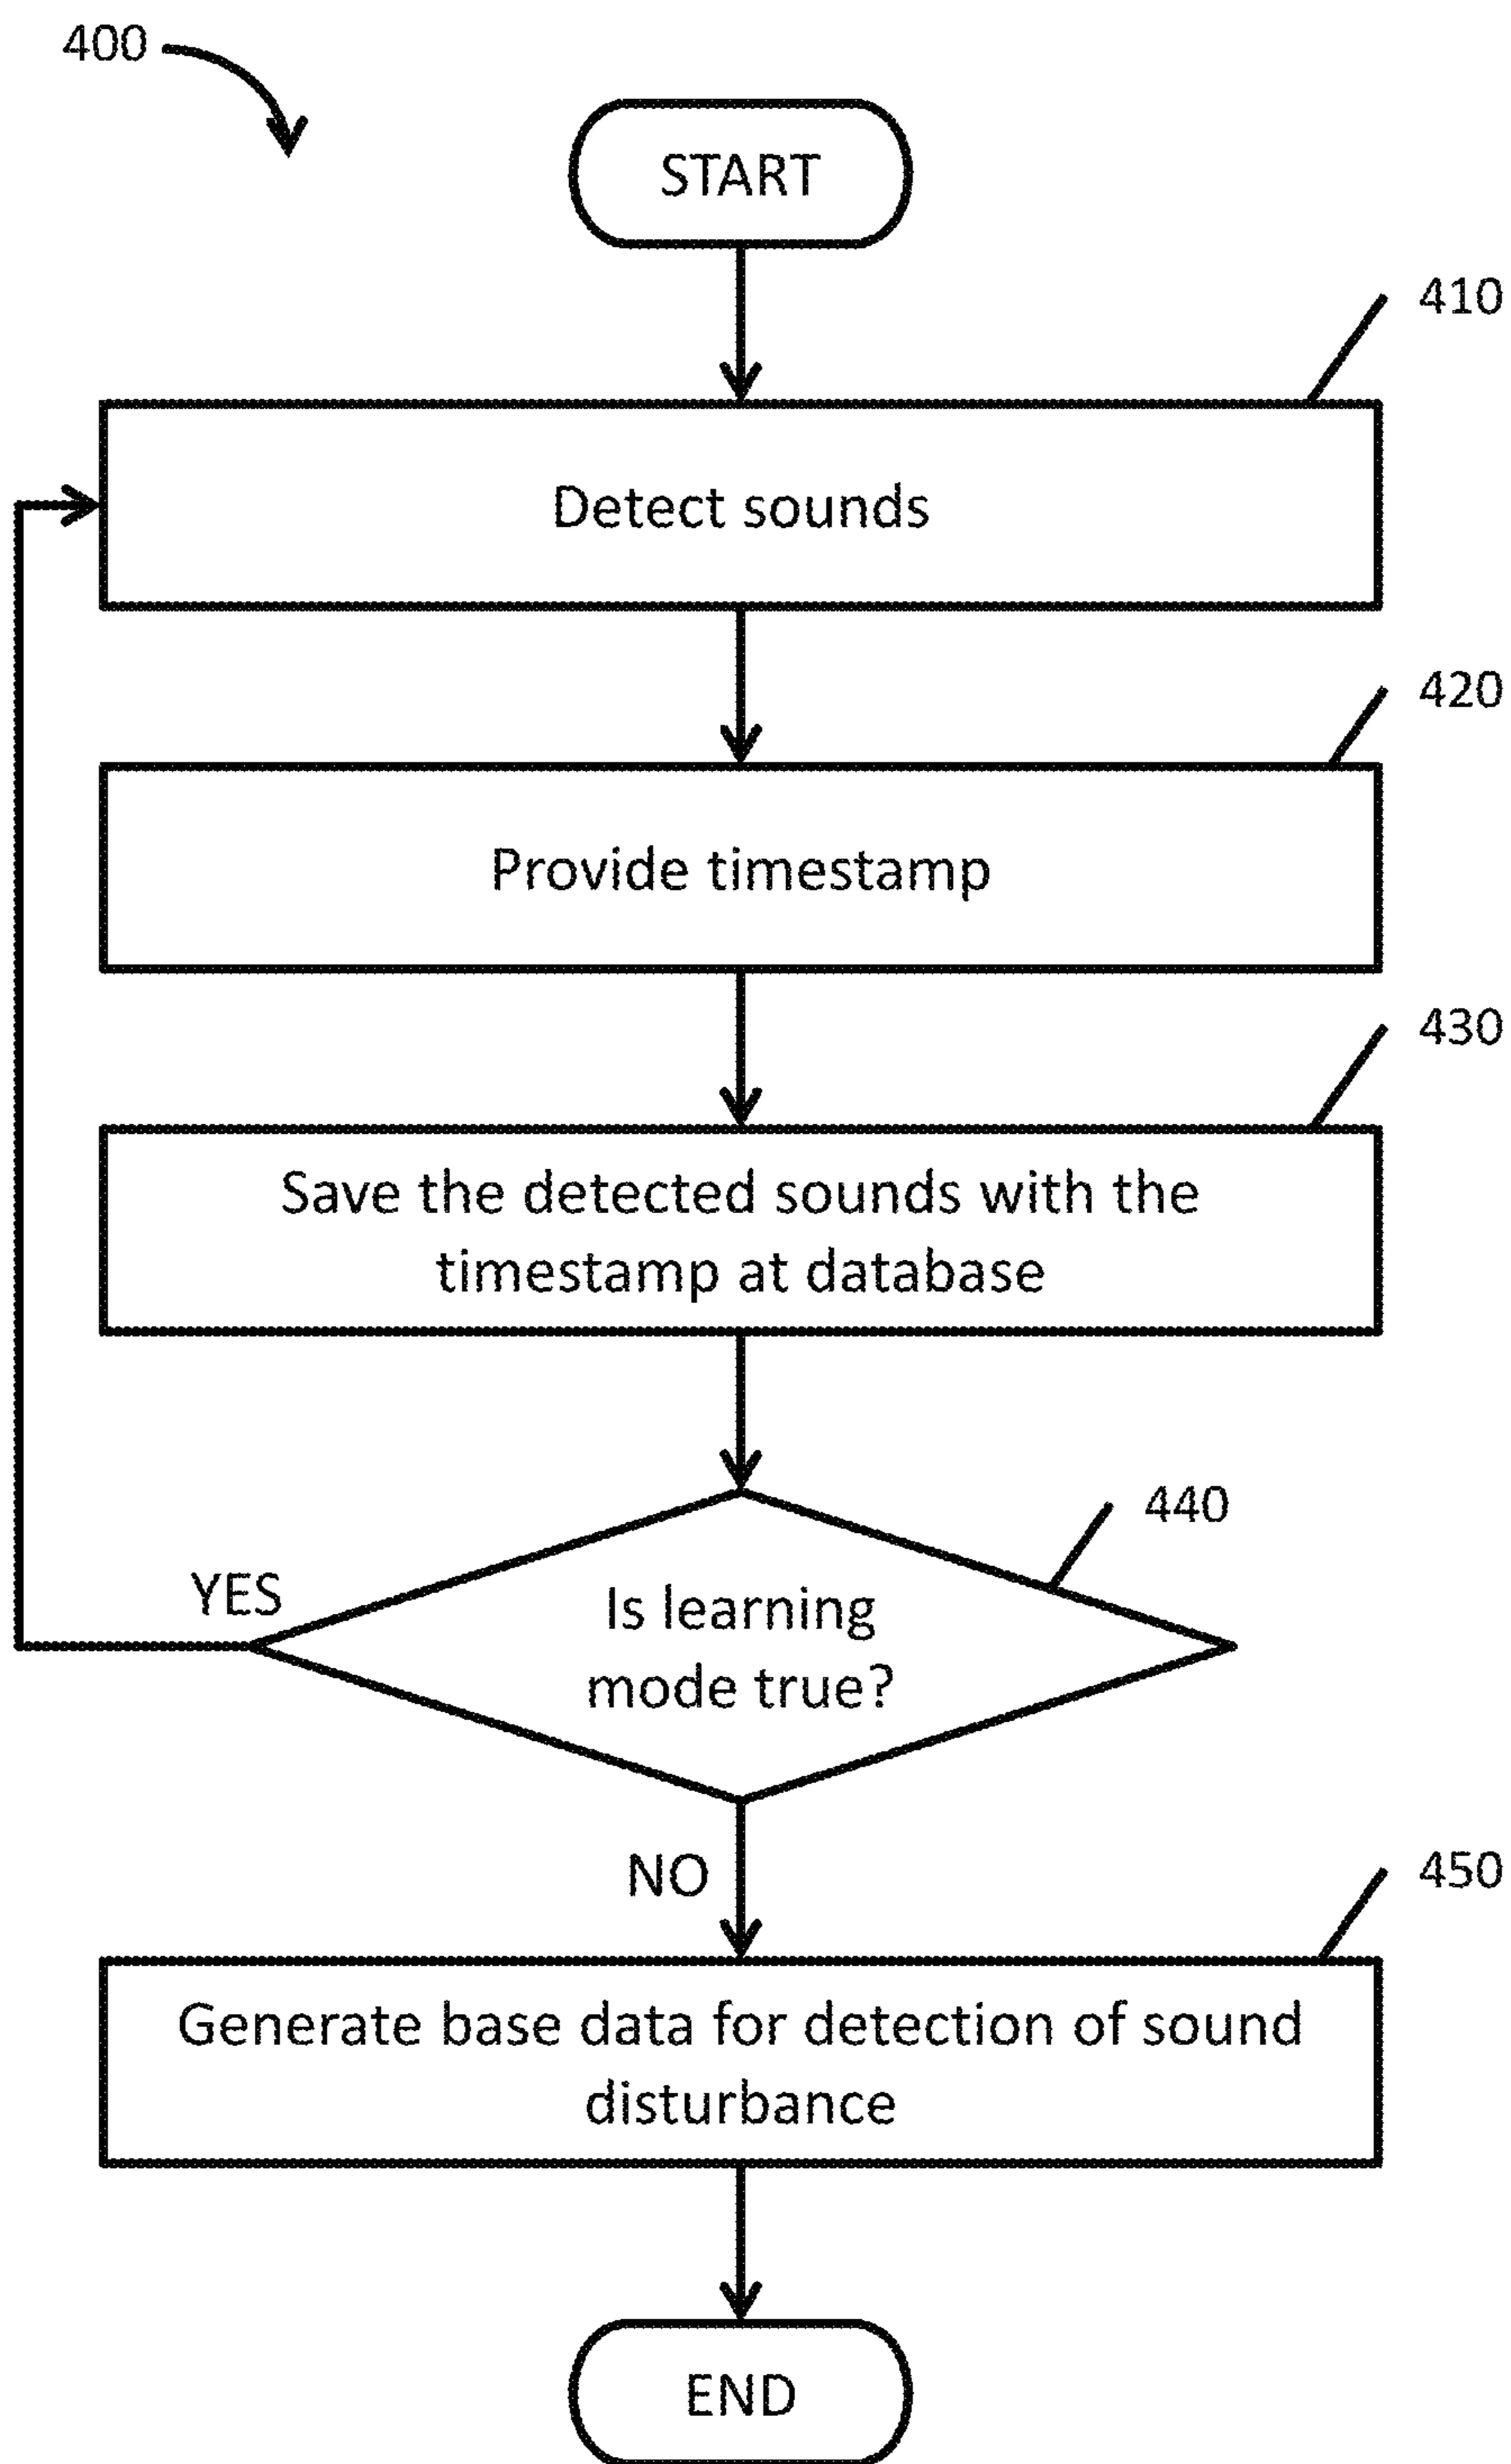 400
START
410
Detect sounds
420
Provide timestamp
430
Save the detected sounds with the
timestamp at database
440
YES
Is learning
mode true?
NO
450
Generate base data for detection of sound
disturbance
END